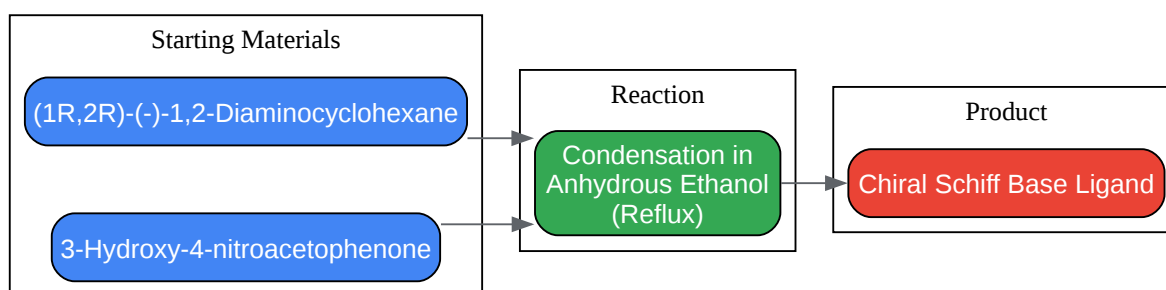 Starting Materials
(1R,2R)-(-)-1,2-Diaminocyclohexane
3-Hydroxy-4-nitroacetophenone
Reaction
Condensation in
Anhydrous Ethanol
(Reflux)
Product
Chiral Schiff Base Ligand